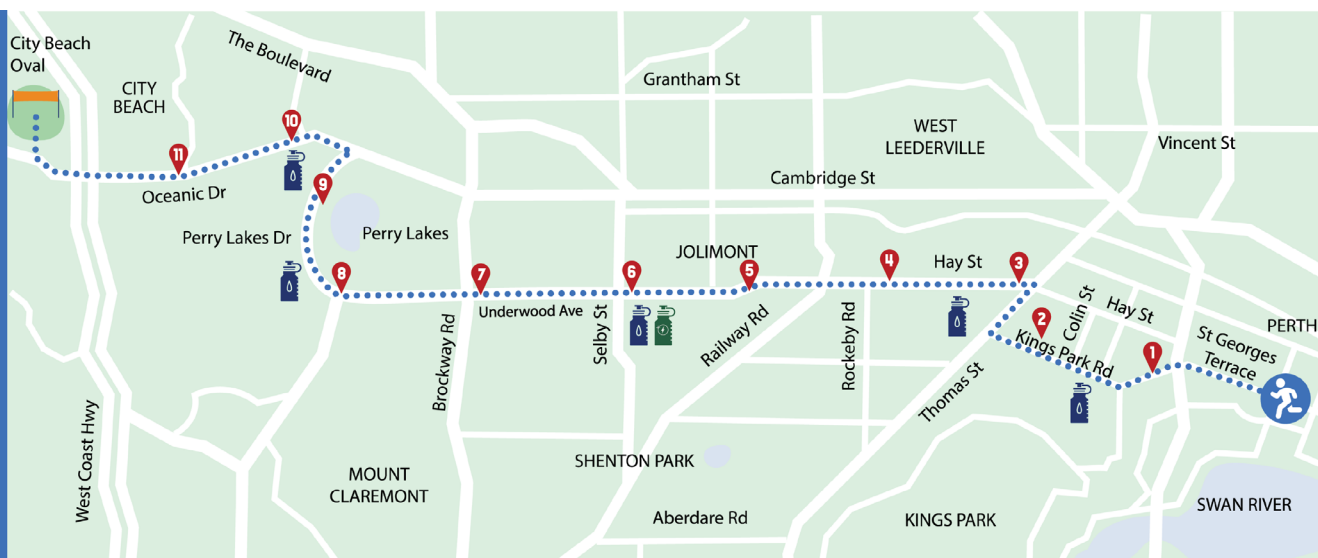 City Beach
Oval
CITY
BEACH
The Boulevard
Grantham St
WEST
LEEDERVILLE
Vincent St
10
11
Oceanic Dr
9
Cambridge St
Perry Lakes Dr
Perry Lakes
JOLIMONT
Hay St
8
7
6
5
4
3
Underwood Ave
Selby St
Railway Rd
Rockeby Rd
Brockway Rd
2
Colin St
Hay St
Kings Park Rd
1
St Georges
Terrace
PERTH
Thomas St
West Coast Hwy
MOUNT
CLAREMONT
SHENTON PARK
Aberdare Rd
KINGS PARK
SWAN RIVER